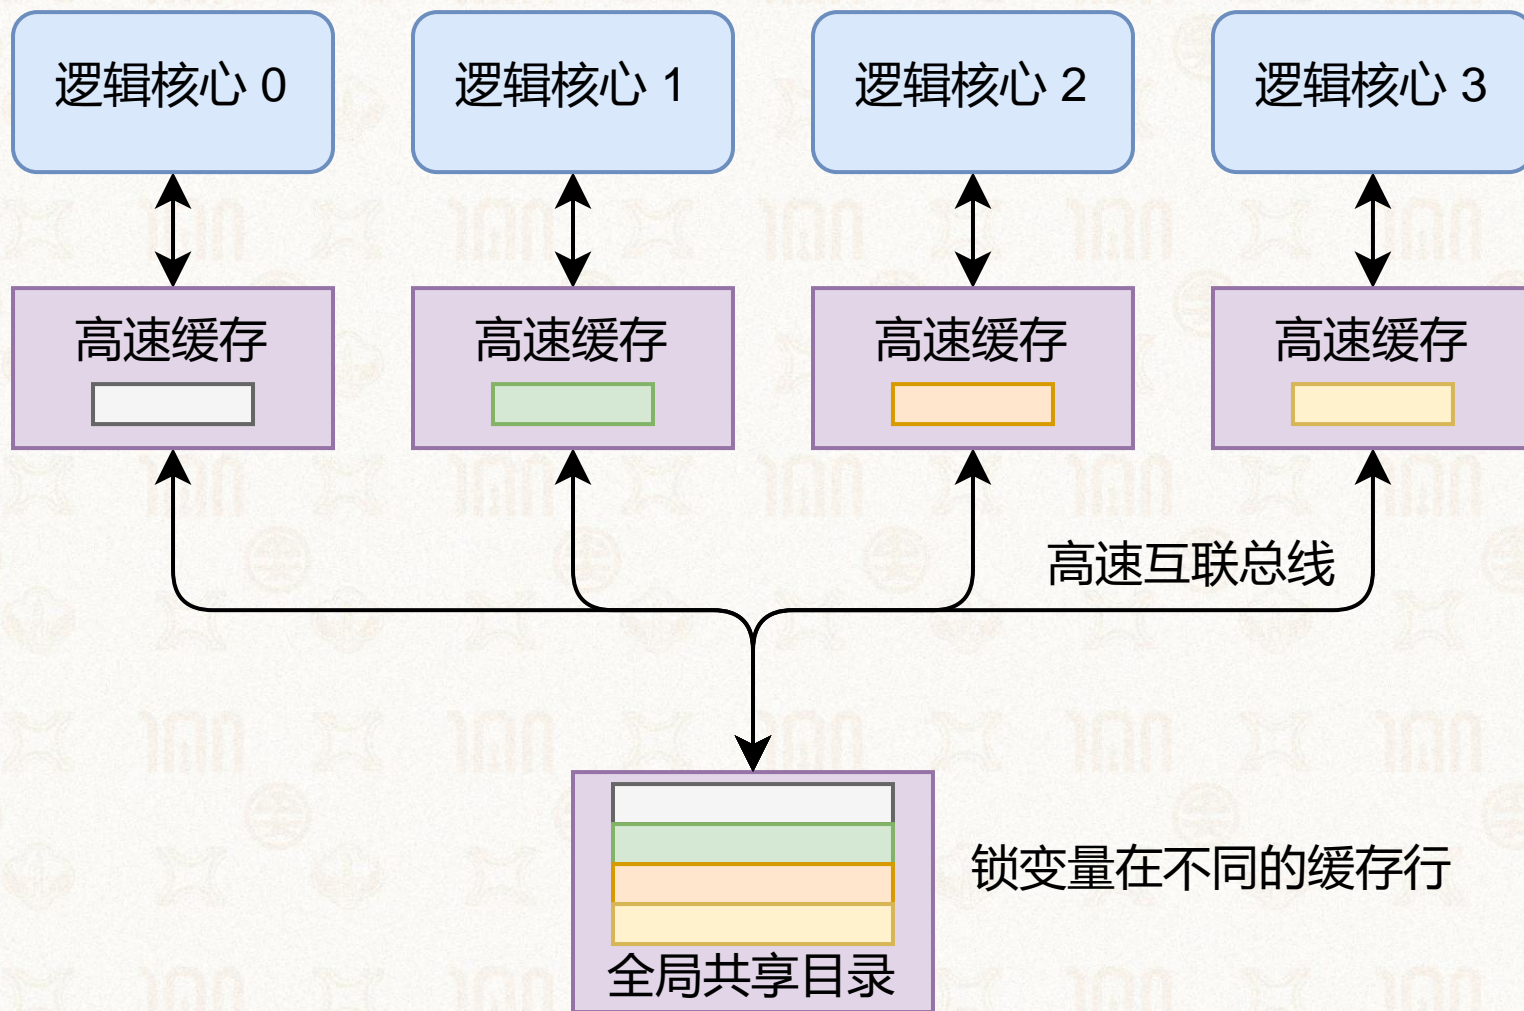 逻辑核心 0
逻辑核心 1
逻辑核心 2
逻辑核心 3
高速缓存
高速缓存
高速缓存
高速缓存
高速互联总线
锁变量在不同的缓存行
全局共享目录